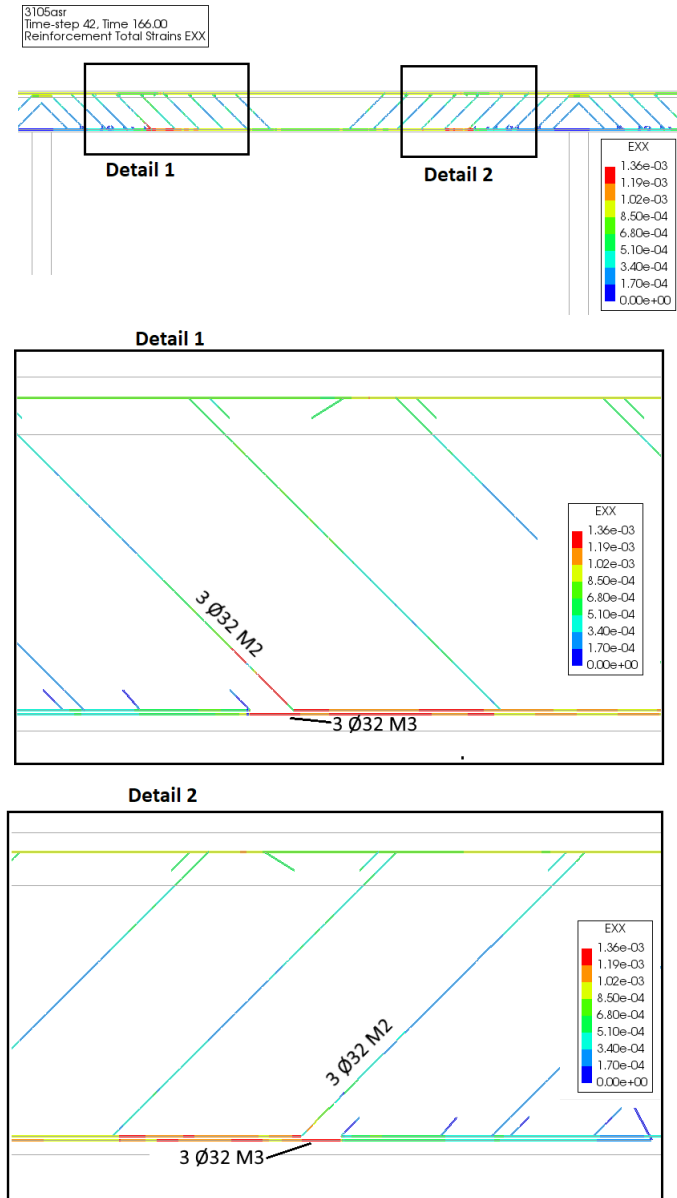 3105asr
Time-step 42, Time 166.00
Reinforcement Total Strains EXX
Detail 1
Detail 2
EXX
1.36e-03
1.19e-03
1.02e-03
8.50e-04
6.80e-04
5.10e-04
3.40e-04
1.70e-04
0.00e+00
Detail 1
EXX
1.36e-03
1.19e-03
1.02e-03
8.50e-04
6.80e-04
5.10e-04
3.40e-04
1.70e-04
0.00e+00
3 Ø32 M2
3 Ø32 M3
Detail 2
EXX
1.36e-03
1.19e-03
1.02e-03
8.50e-04
6.80e-04
5.10e-04
3.40e-04
1.70e-04
0.00e+00
3 Ø32 M2
3 Ø32 M3